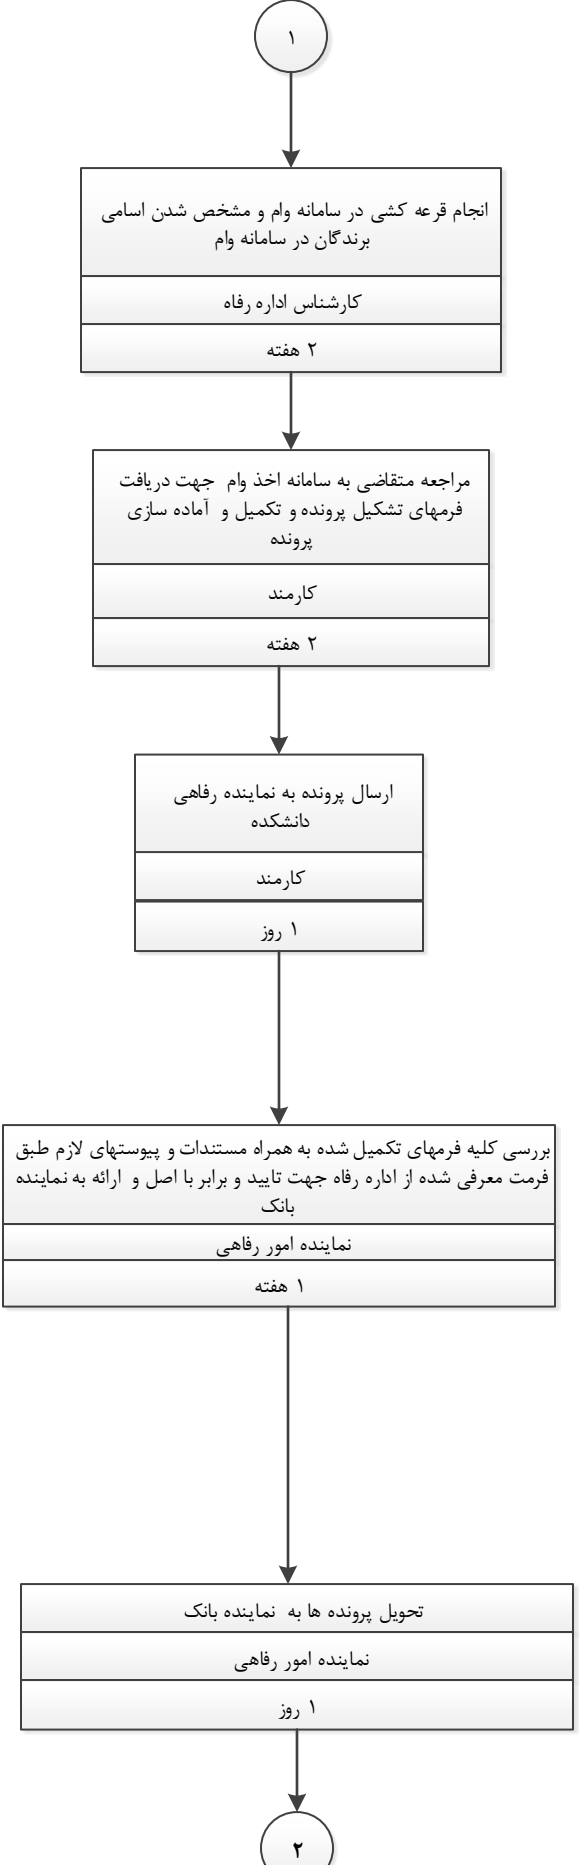 ۱
انجام قرعه کشی در سامانه وام و مشخص شدن اسامی
برندگان در سامانه وام
کارشناس اداره رفاه
۲ هفته
مراجعه متقاضی به سامانه اخذ وام جهت دریافت
فرمهای تشکیل پرونده و تکمیل و آماده سازی
پرونده
کارمند
۲ هفته
ارسال پرونده به نماینده رفاهی
دانشکده
کارمند
۱ روز
بررسی کلیه فرمهای تکمیل شده به همراه مستندات و پیوستهای لازم طبق
فرمت معرفی شده از اداره رفاه جهت تایید و برابر با اصل و ارائه به نماینده
بانک
نماینده امور رفاهی
۱ هفته
تحویل پرونده ها به نماینده بانک
نماینده امور رفاهی
۱ روز
۲